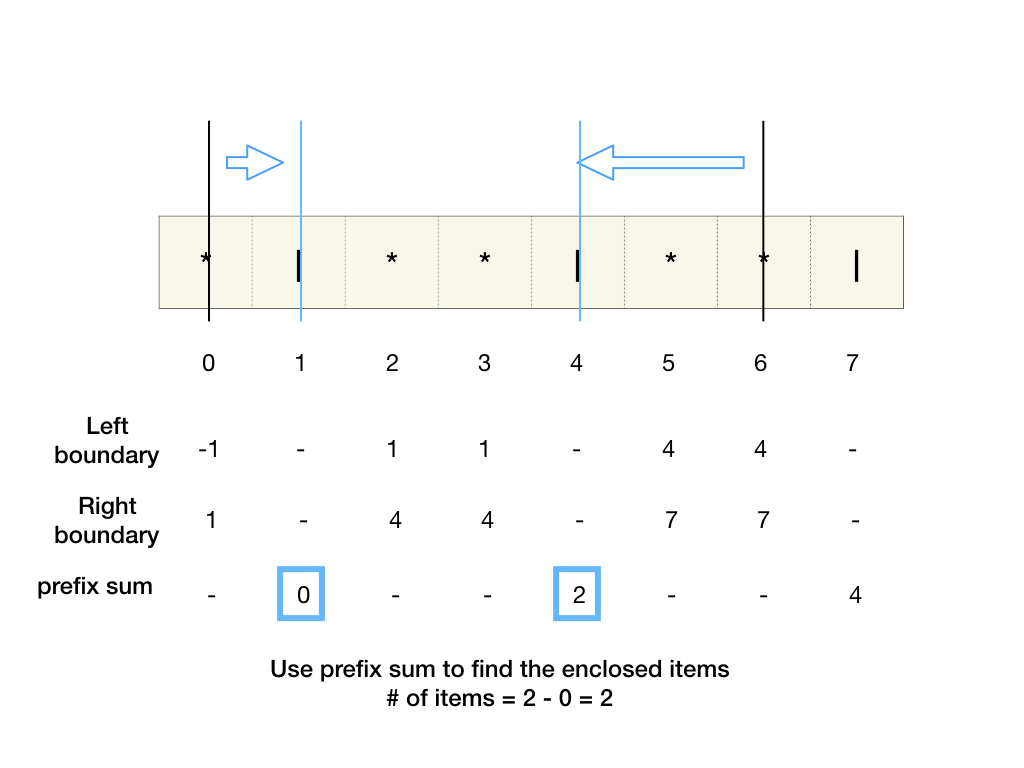 * | * * | * * |
0 1 2 3 4 5 6 7
Left
boundary
-1 - 1 1 - 4 4 -
Right
boundary
1 - 4 4 - 7 7 -
prefix sum
- 0 - - 2 - - 4
Use prefix sum to find the enclosed items
# of items = 2 - 0 = 2